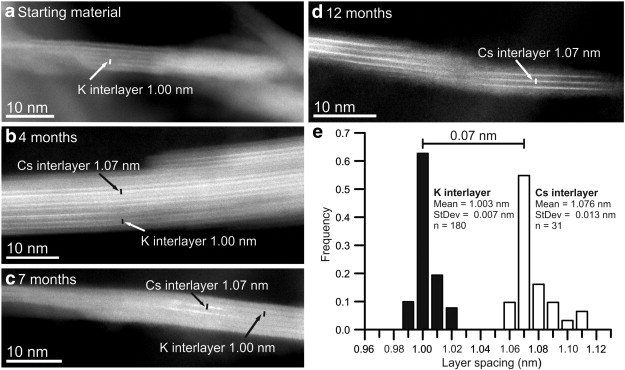 a Starting material
K interlayer 1.00 nm
10 nm
b 4 months
Cs interlayer 1.07 nm
K interlayer 1.00 nm
10 nm
c 7 months
Cs interlayer 1.07 nm
K interlayer 1.00 nm
10 nm
d 12 months
Cs interlayer 1.07 nm
10 nm
e
0.07 nm
K interlayer
Mean = 1.003 nm
StDev = 0.007 nm
n = 180
Cs interlayer
Mean = 1.076 nm
StDev = 0.013 nm
n = 31
Frequency
0.7
0.6
0.5
0.4
0.3
0.2
0.1
0.0
0.96 0.98 1.00 1.02 1.04 1.06 1.08 1.10 1.12
Layer spacing (nm)